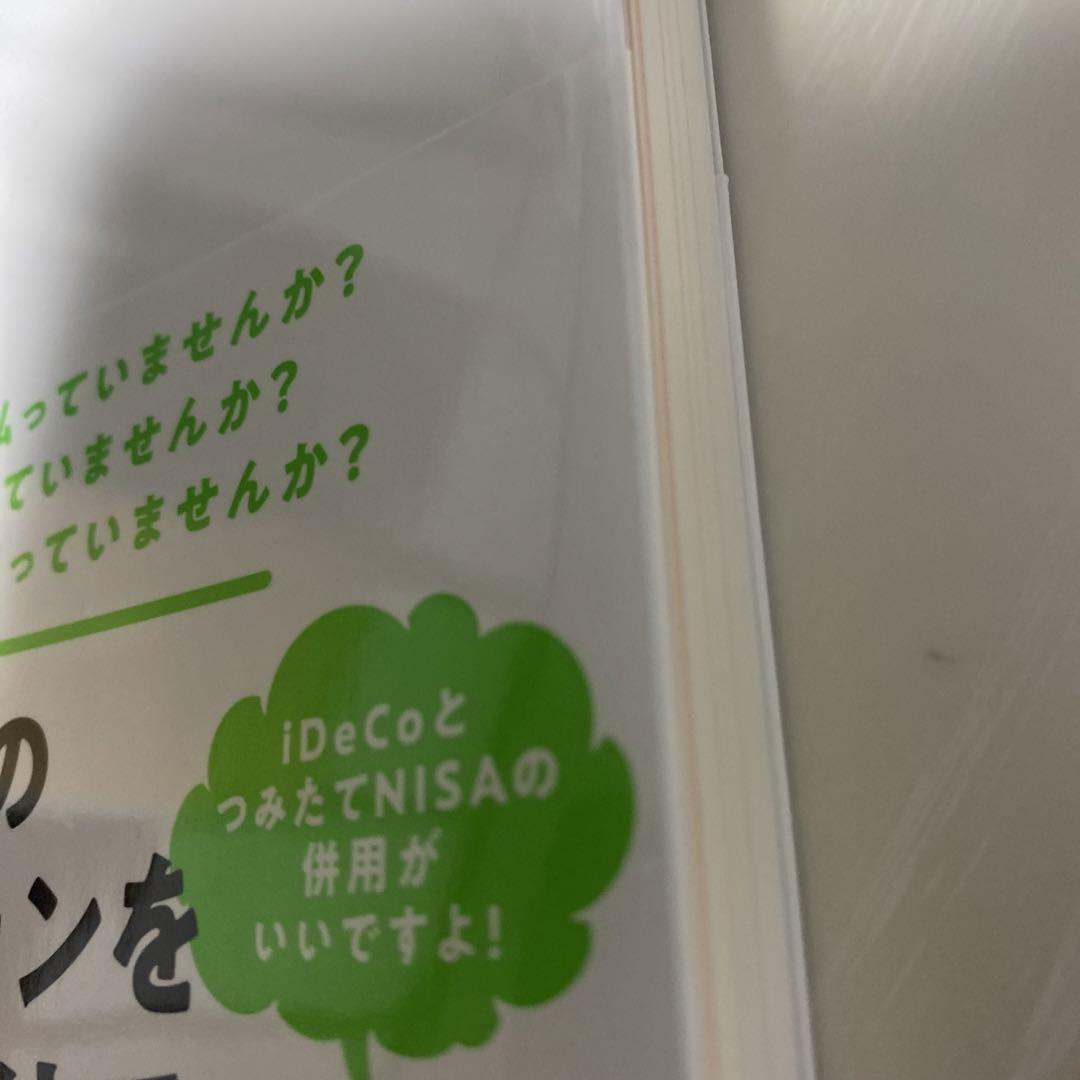 っていませんか？
ていませんか？
っていませんか？
iDeCoと
つみたてNISAの
併用が
いいですよ！
の
ンを